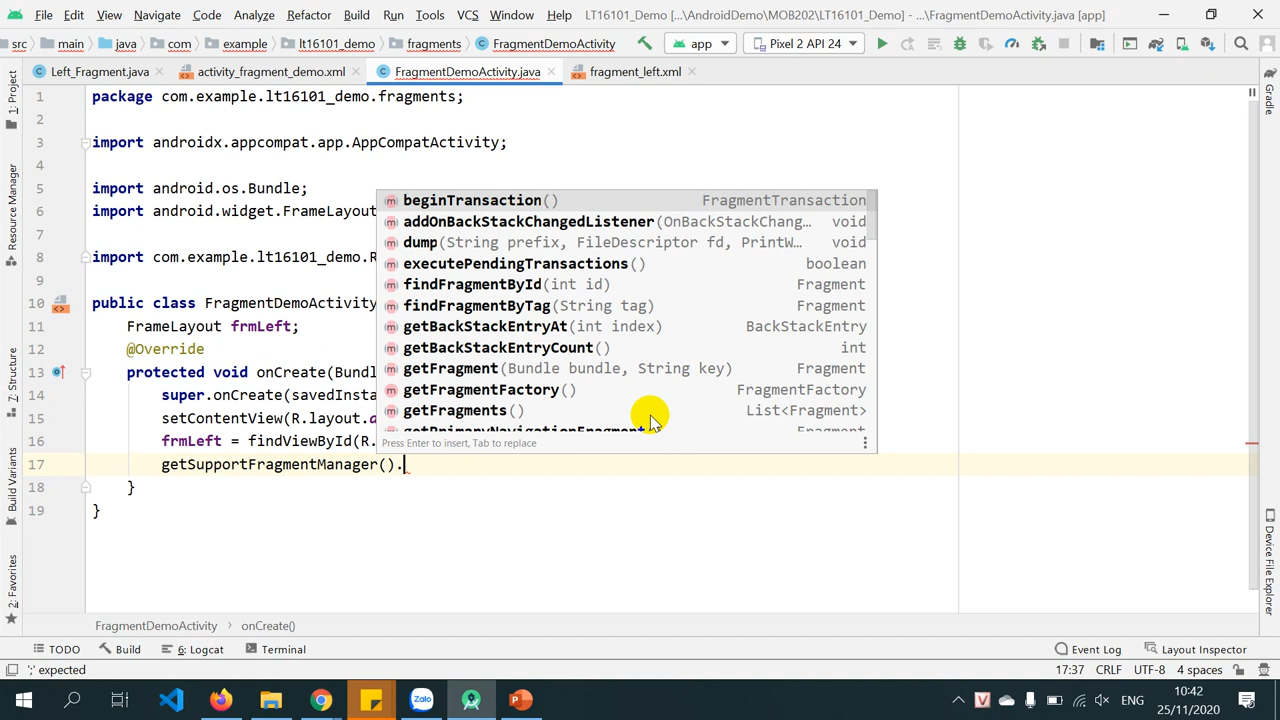 File Edit View Navigate Code Analyze Refactor Build Run Tools VCS Window Help LT16101_Demo [...\AndroidDemo\MOB202\LT16101_Demo] - ...\FragmentDemoActivity.java [app]
src main java com example lt16101_demo fragments FragmentDemoActivity app Pixel 2 API 24
Left_Fragment.java activity_fragment_demo.xml FragmentDemoActivity.java fragment_left.xml
1: Project
Resource Manager
7: Structure
Build Variants
2: Favorites
1 package com.example.lt16101_demo.fragments;
2
3 import androidx.appcompat.app.AppCompatActivity;
4
5 import android.os.Bundle;
6 import android.widget.FrameLayout
7
8 import com.example.lt16101_demo.R
9
10 public class FragmentDemoActivity
11 FrameLayout frmLeft;
12 @Override
13 protected void onCreate(Bund
14 super.onCreate(savedInsta
15 setContentView(R.layout.a
16 frmLeft = findViewById(R.
17 getSupportFragmentManager().
18 }
19 }
beginTransaction() FragmentTransaction
addOnBackStackChangedListener(OnBackStackChang... void
dump(String prefix, FileDescriptor fd, PrintW... void
executePendingTransactions() boolean
findFragmentById(int id) Fragment
findFragmentByTag(String tag) Fragment
getBackStackEntryAt(int index) BackStackEntry
getBackStackEntryCount() int
getFragment(Bundle bundle, String key) Fragment
getFragmentFactory() FragmentFactory
getFragments() List<Fragment>
getPrimaryNavigationFragment Fragment
Press Enter to insert, Tab to replace
Gradle
Device File Explorer
FragmentDemoActivity onCreate()
TODO Build 6: Logcat Terminal Event Log Layout Inspector
';' expected 17:37 CRLF UTF-8 4 spaces
ENG 10:42
25/11/2020